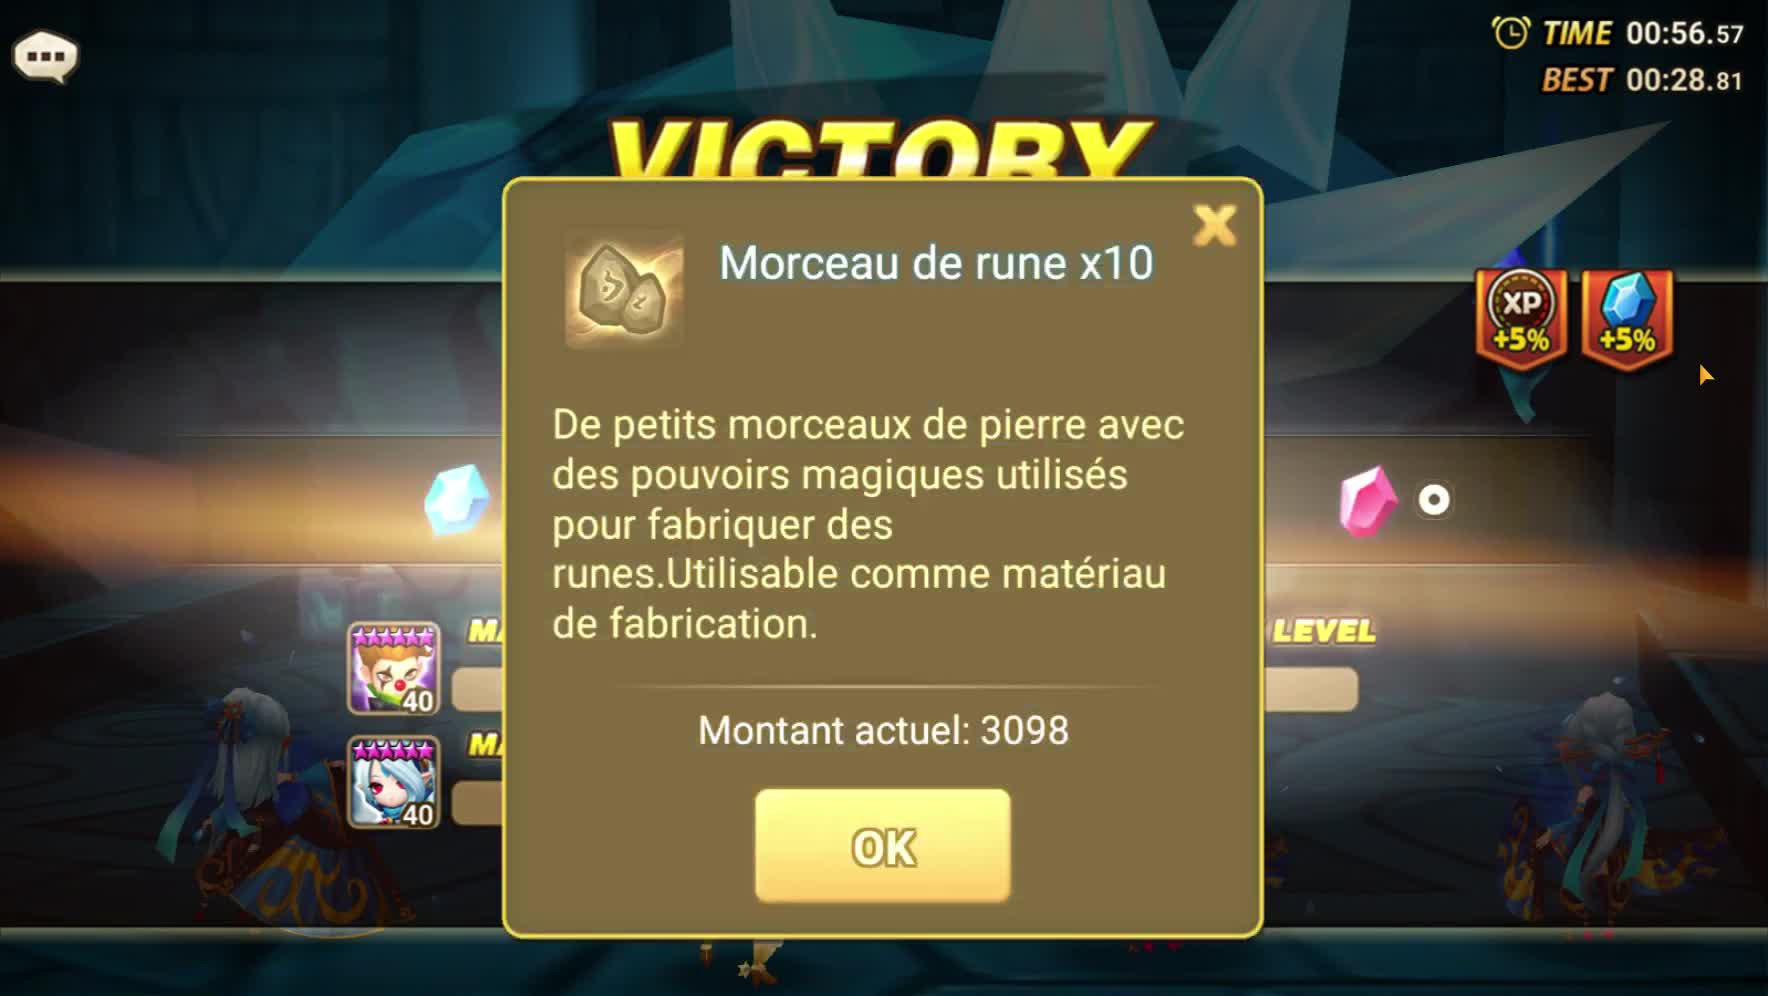 TIME 00:56.57
BEST 00:28.81
VICTORY
Morceau de rune x10
XP
+5%
+5%
De petits morceaux de pierre avec
des pouvoirs magiques utilisés
pour fabriquer des
runes.Utilisable comme matériau
de fabrication.
LEVEL
40
Montant actuel: 3098
40
OK